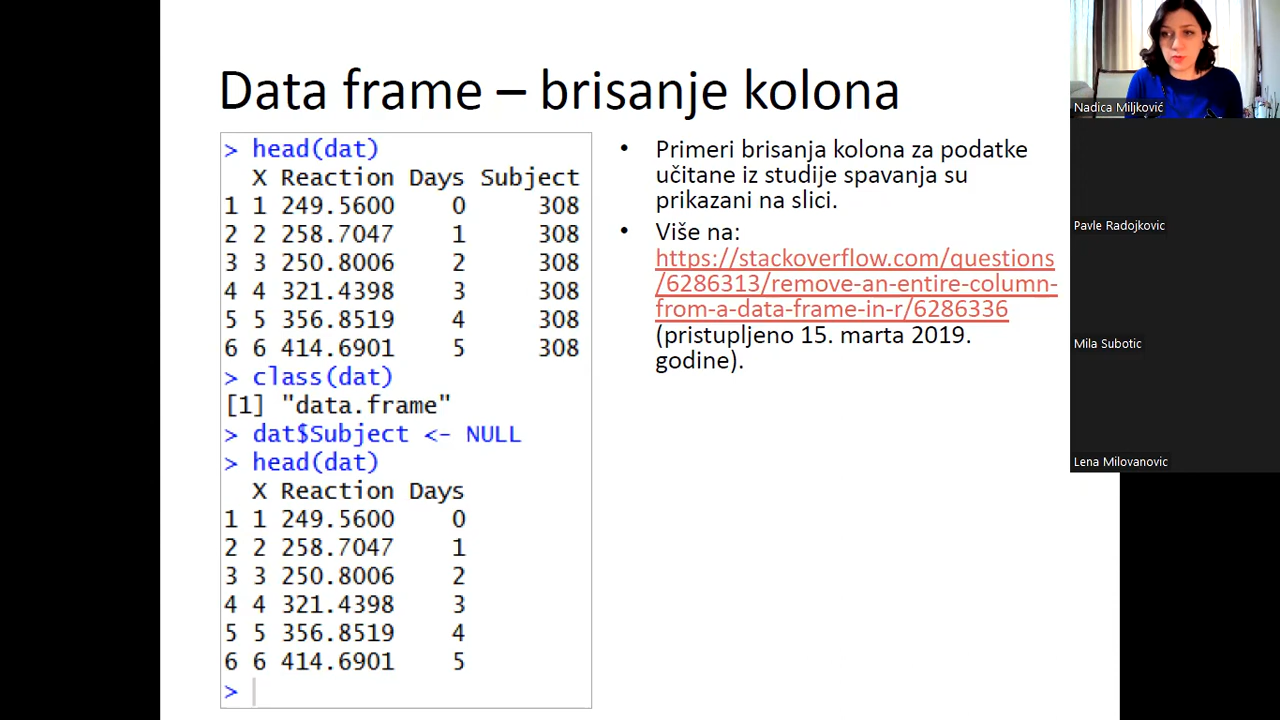 Data frame – brisanje kolona
> head(dat)
X Reaction Days Subject
1 1 249.5600 0 308
2 2 258.7047 1 308
3 3 250.8006 2 308
4 4 321.4398 3 308
5 5 356.8519 4 308
6 6 414.6901 5 308
> class(dat)
[1] "data.frame"
> dat$Subject <- NULL
> head(dat)
X Reaction Days
1 1 249.5600 0
2 2 258.7047 1
3 3 250.8006 2
4 4 321.4398 3
5 5 356.8519 4
6 6 414.6901 5
>
• Primeri brisanja kolona za podatke
učitane iz studije spavanja su
prikazani na slici.
• Više na:
https://stackoverflow.com/questions
/6286313/remove-an-entire-column-
from-a-data-frame-in-r/6286336
(pristupljeno 15. marta 2019.
godine).
Nadica Miljković
Pavle Radojkovic
Mila Subotic
Lena Milovanovic